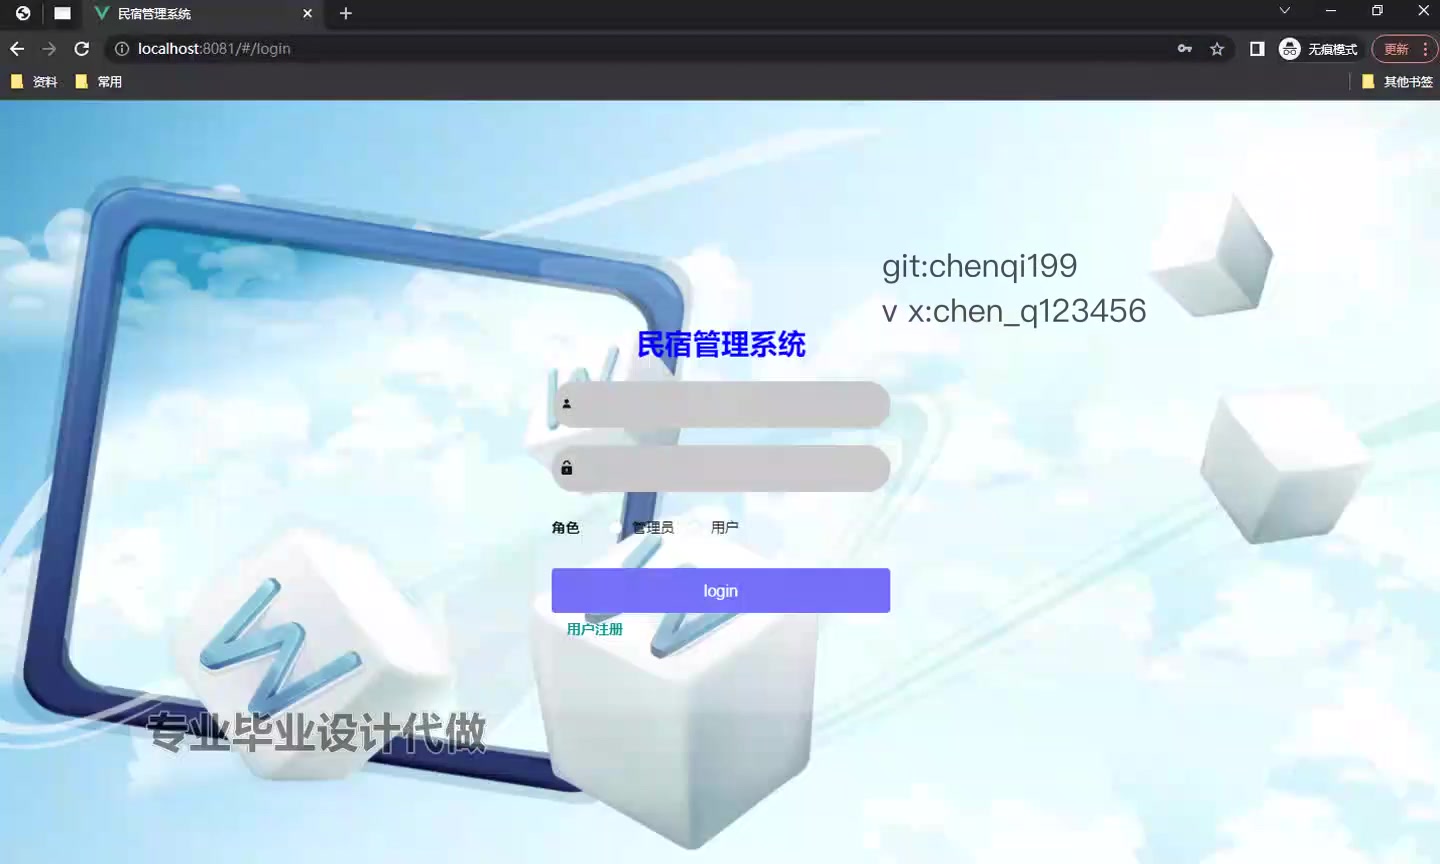 民宿管理系统
localhost:8081/#/login
无痕模式
更新
资料
常用
其他书签
git:chenqi199
v x:chen_q123456
民宿管理系统
角色
管理员
用户
login
用户注册
W
专业毕业设计代做